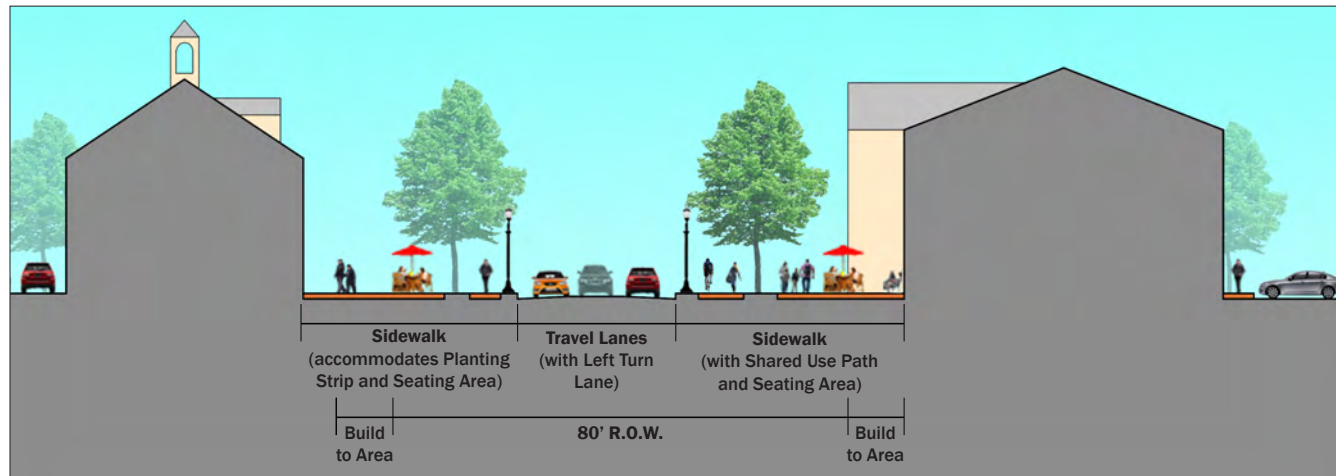 Sidewalk
(accommodates Planting
Strip and Seating Area)
Travel Lanes
(with Left Turn
Lane)
Sidewalk
(with Shared Use Path
and Seating Area)
Build
to Area
80' R.O.W.
Build
to Area